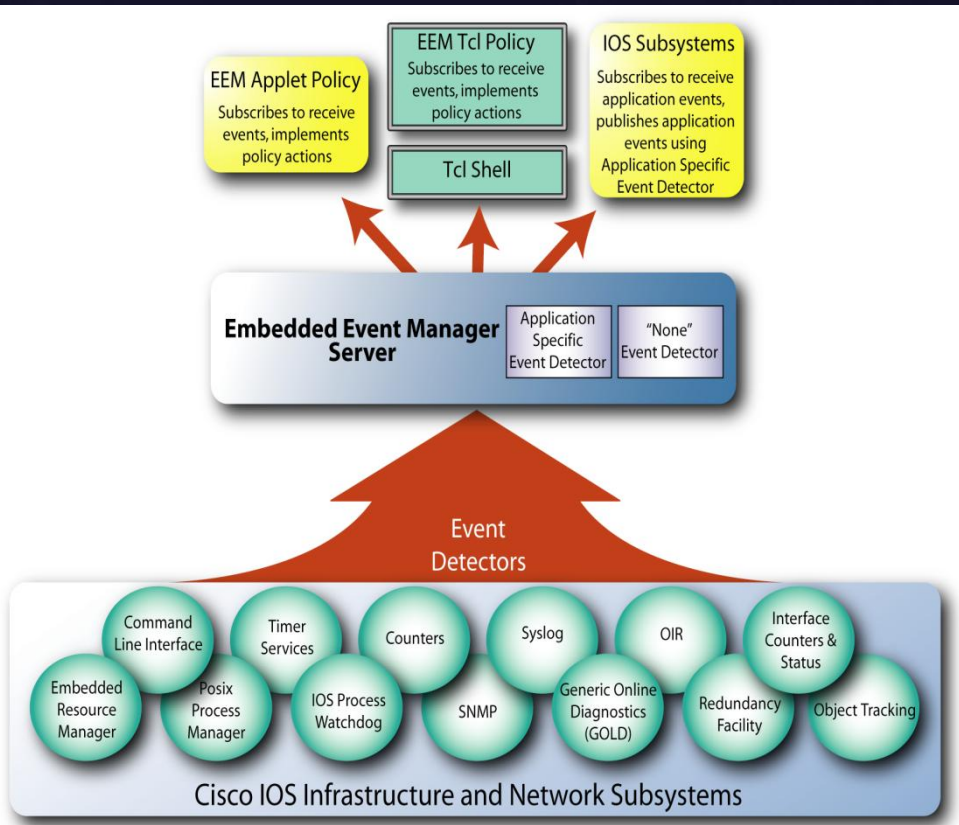 EEM Applet Policy
Subscribes to receive
events, implements
policy actions
EEM Tcl Policy
Subscribes to receive
events, implements
policy actions
Tcl Shell
IOS Subsystems
Subscribes to receive
application events,
publishes application
events using
Application Specific
Event Detector
Embedded Event Manager
Server
Application
Specific
Event Detector
“None”
Event Detector
Event
Detectors
Command
Line Interface
Timer
Services
Counters
Syslog
OIR
Interface
Counters &
Status
Embedded
Resource
Manager
Posix
Process
Manager
IOS Process
Watchdog
SNMP
Generic Online
Diagnostics
(GOLD)
Redundancy
Facility
Object Tracking
Cisco IOS Infrastructure and Network Subsystems